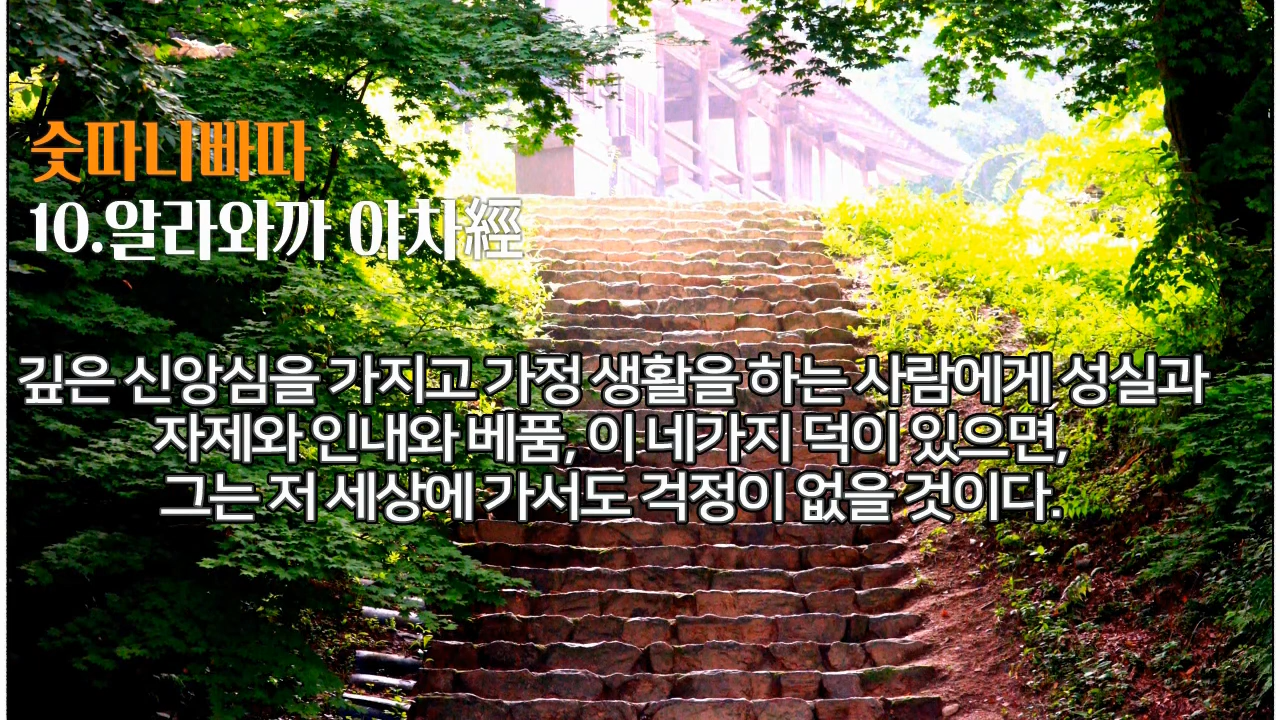 숫따니빠따
10.알라와까 야차經
깊은 신앙심을 가지고 가정 생활을 하는 사람에게 성실과
자제와 인내와 베품, 이 네가지 덕이 있으면,
그는 저 세상에 가서도 걱정이 없을 것이다.